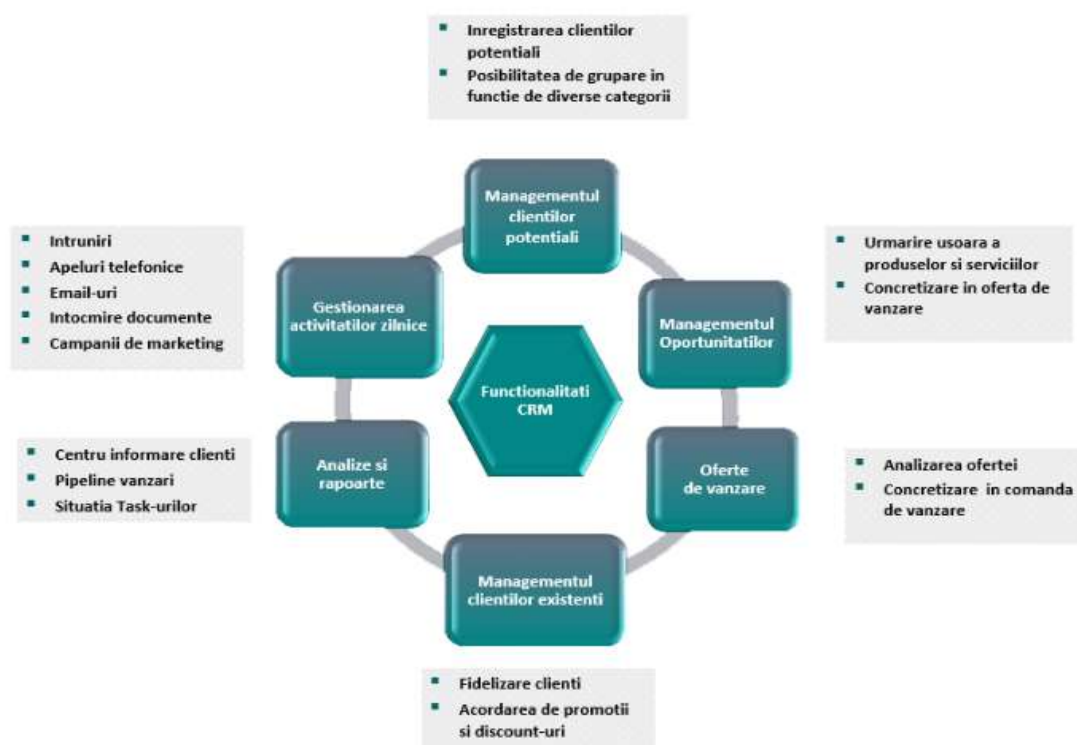 Inregistrarea clientilor
potentiali
Posibilitatea de grupare in
functie de diverse categorii
Managementul
clientilor
potentiali
Intruniri
Apeluri telefonice
Email-uri
Intocmire documente
Campanii de marketing
Gestionarea
activitatilor zilnice
Managementul
Oportunitatilor
Urmarire usoara a
produselor si serviciilor
Concretizare in oferta de
vanzare
Functionalitati
CRM
Centru informare clienti
Pipeline vanzari
Situatia Task-urilor
Analize si
rapoarte
Oferte
de vanzare
Analizarea ofertei
Concretizare in comanda
de vanzare
Managementul
clientilor existenti
Fidelizare clienti
Acordarea de promotii
si discount-uri